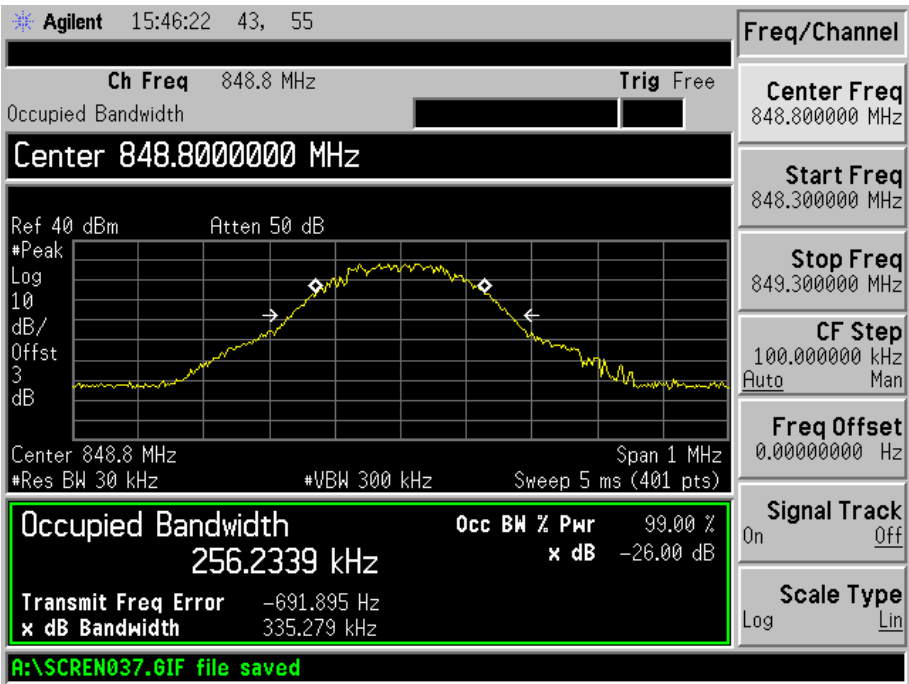 Agilent 15:46:22 43, 55
Freq/Channel
Ch Freq 848.8 MHz Trig Free
Occupied Bandwidth
Center 848.8000000 MHz
Ref 40 dBm Atten 50 dB
#Peak
Log
10
dB/
Offst
3
dB
Center 848.8 MHz Span 1 MHz
#Res BW 30 kHz #VBW 300 kHz Sweep 5 ms (401 pts)
Occupied Bandwidth
256.2339 kHz
Occ BW % Pwr 99.00 %
x dB -26.00 dB
Transmit Freq Error -691.895 Hz
x dB Bandwidth 335.279 kHz
A:\SCREN037.GIF file saved
Center Freq
848.800000 MHz
Start Freq
848.300000 MHz
Stop Freq
849.300000 MHz
CF Step
100.000000 kHz
Auto Man
Freq Offset
0.00000000 Hz
Signal Track
On Off
Scale Type
Log Lin